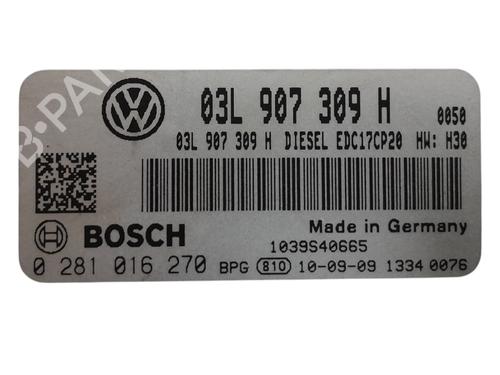 03L 907 309 H
0050
03L 907 309 H DIESEL EDC17CP20 HW: H30
Made in Germany
BOSCH
1039S40665
0 281 016 270 BPG 810 10-09-09 1334 0076
B-PARTS